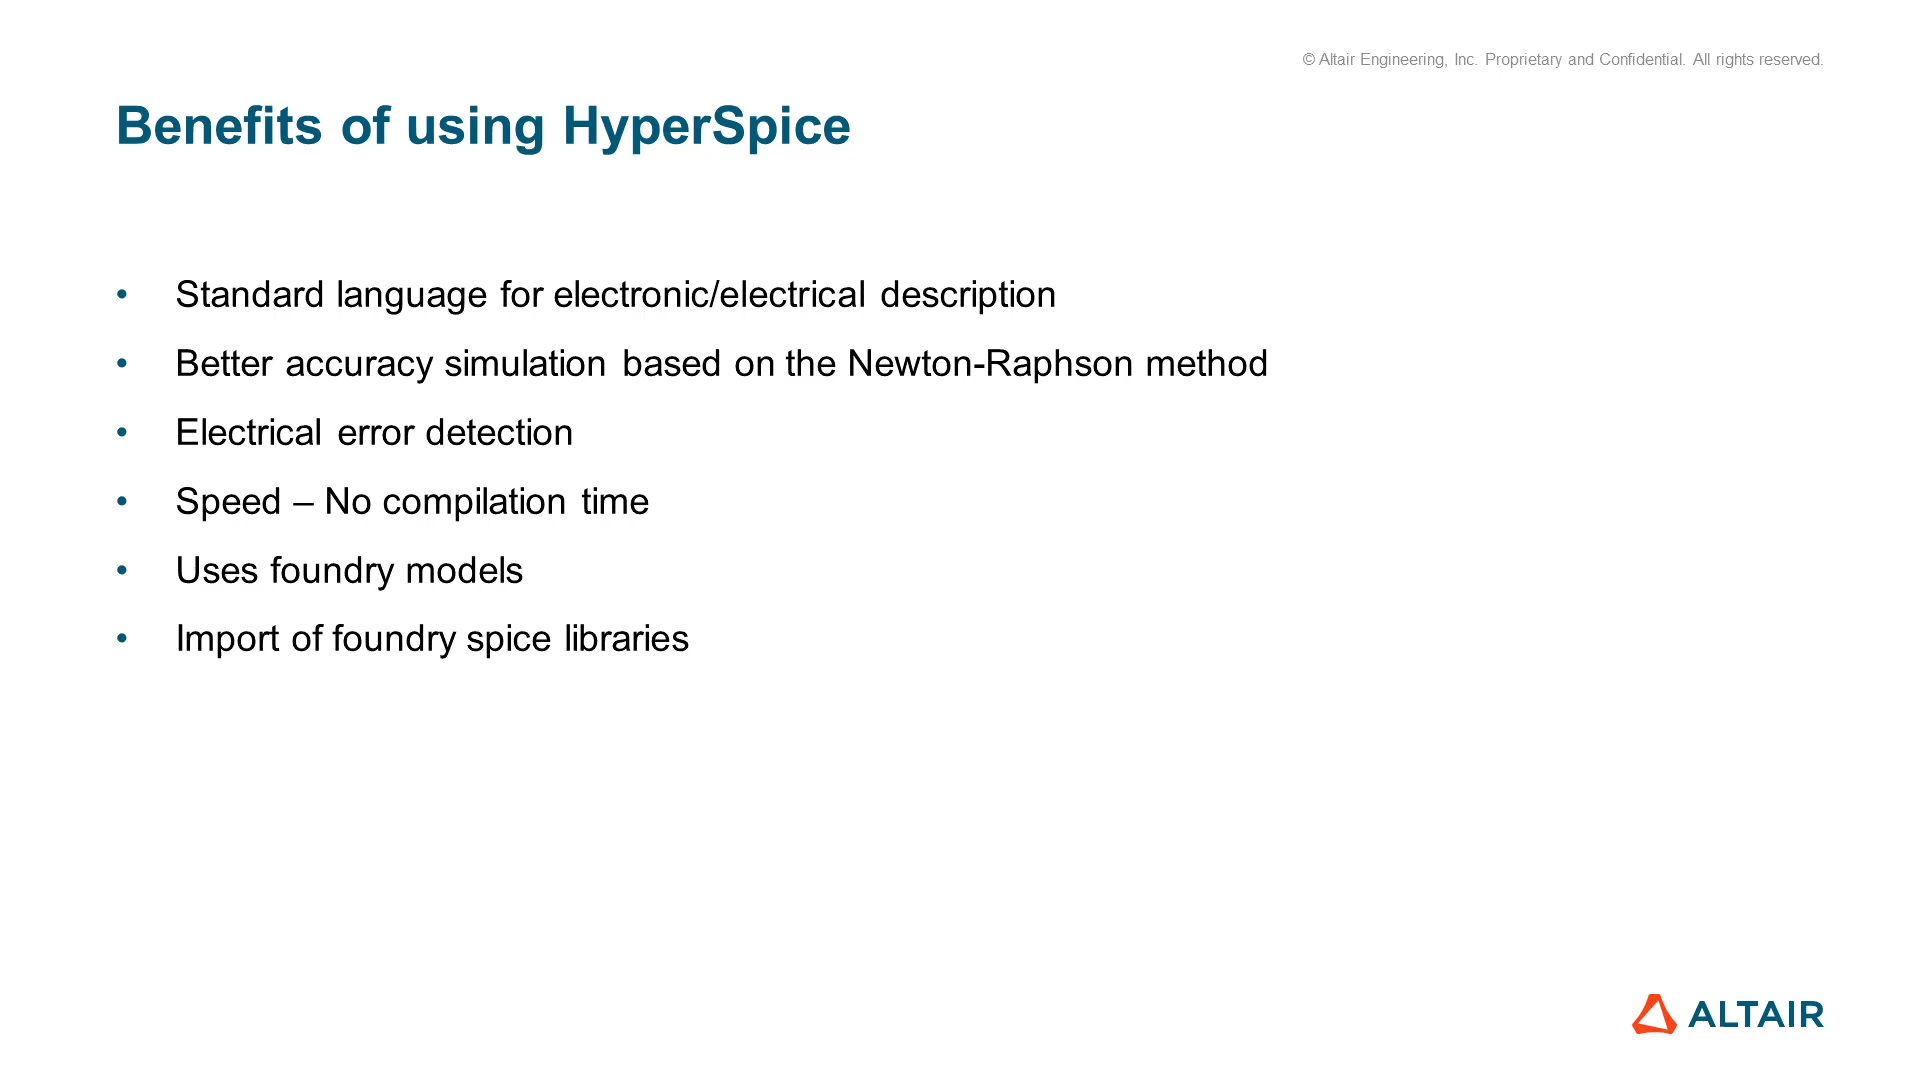 © Altair Engineering, Inc. Proprietary and Confidential. All rights reserved.
Benefits of using HyperSpice
• Standard language for electronic/electrical description
• Better accuracy simulation based on the Newton-Raphson method
• Electrical error detection
• Speed – No compilation time
• Uses foundry models
• Import of foundry spice libraries
ALTAIR